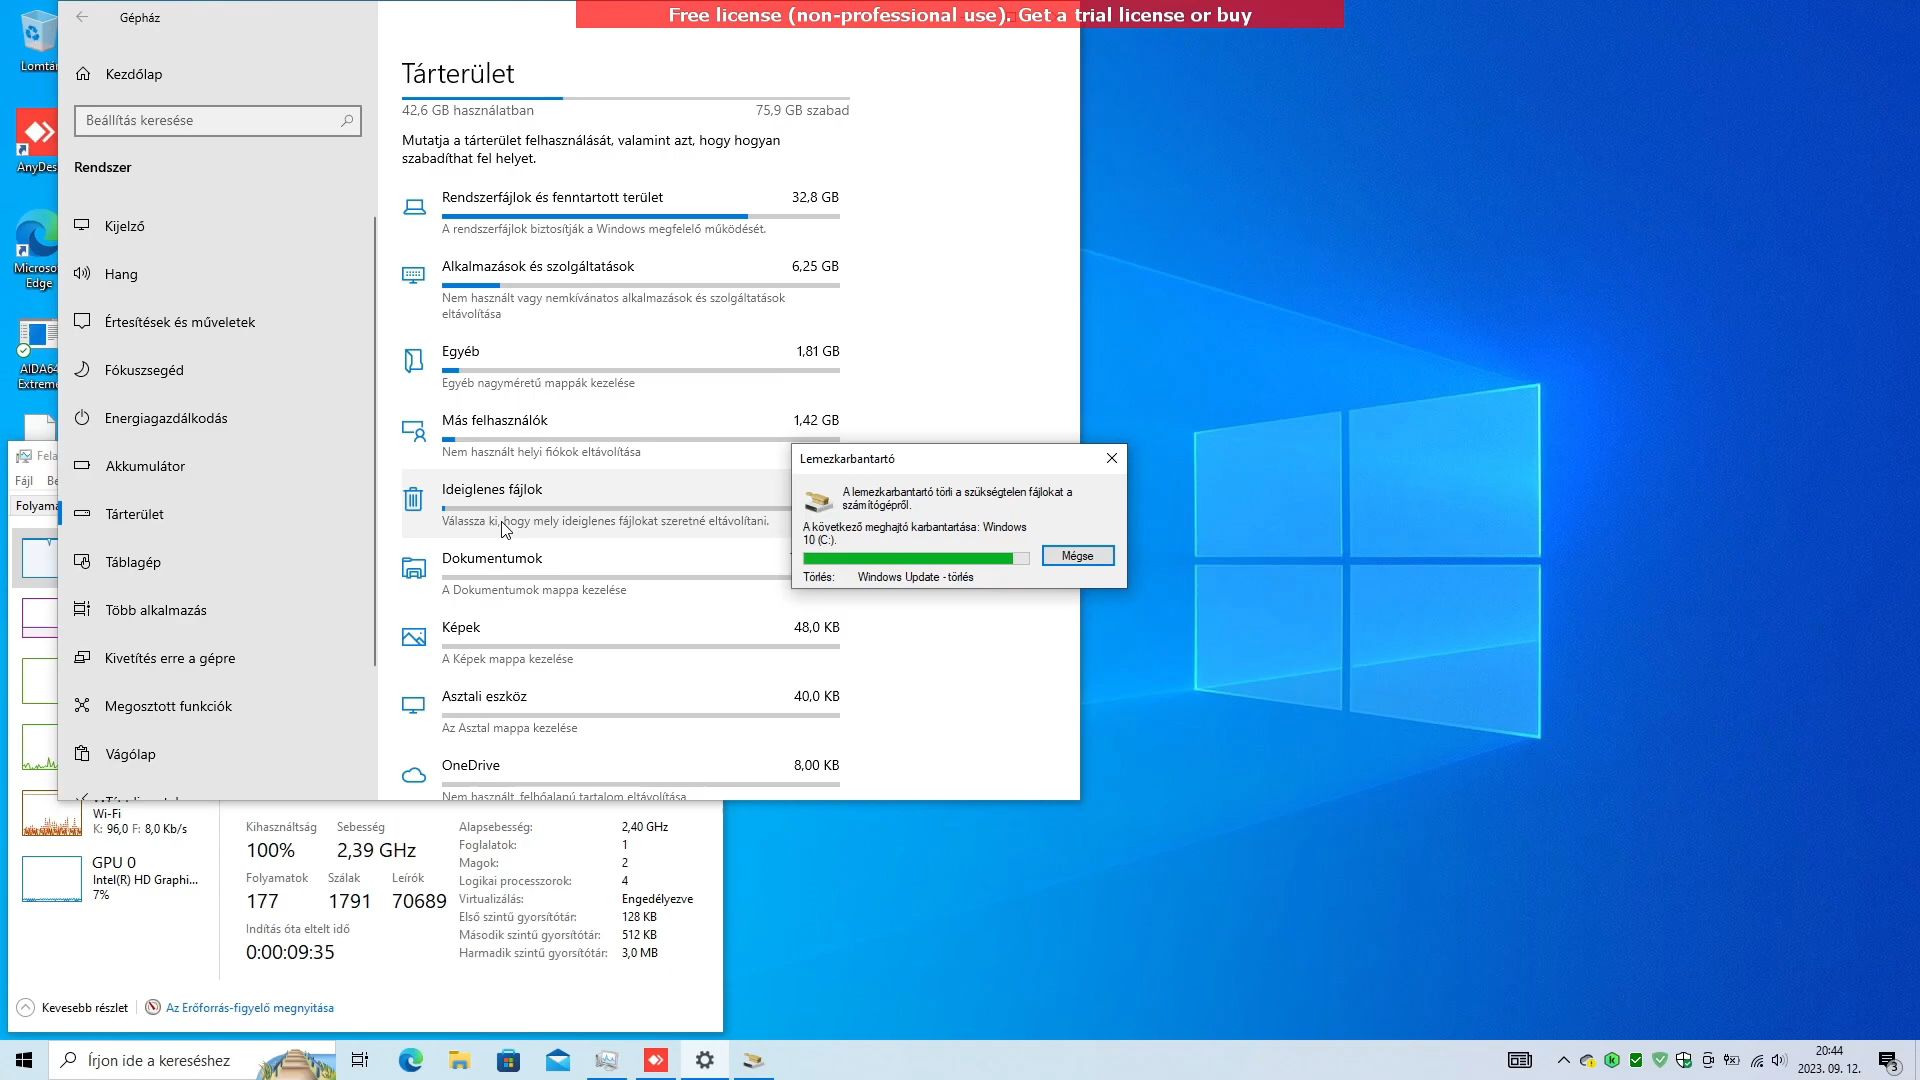 Free license (non-professional use). Get a trial license or buy
Lomtár
AnyDes
Microso
Edge
AIDA64
Extreme
Gépház
Kezdőlap
Beállítás keresése
Rendszer
Kijelző
Hang
Értesítések és műveletek
Fókuszsegéd
Energiagazdálkodás
Akkumulátor
Tárterület
Táblagép
Több alkalmazás
Kivetítés erre a gépre
Megosztott funkciók
Vágólap
Tárterület
42,6 GB használatban
75,9 GB szabad
Mutatja a tárterület felhasználását, valamint azt, hogy hogyan
szabadíthat fel helyet.
Rendszerfájlok és fenntartott terület 32,8 GB
A rendszerfájlok biztosítják a Windows megfelelő működését.
Alkalmazások és szolgáltatások 6,25 GB
Nem használt vagy nemkívánatos alkalmazások és szolgáltatások
eltávolítása
Egyéb 1,81 GB
Egyéb nagyméretű mappák kezelése
Más felhasználók 1,42 GB
Nem használt helyi fiókok eltávolítása
Ideiglenes fájlok
Válassza ki, hogy mely ideiglenes fájlokat szeretné eltávolítani.
Dokumentumok
A Dokumentumok mappa kezelése
Képek 48,0 KB
A Képek mappa kezelése
Asztali eszköz 40,0 KB
Az Asztal mappa kezelése
OneDrive 8,00 KB
Nem használt, felhőalapú tartalom eltávolítása
Lemezkarbantartó
A lemezkarbantartó törli a szükségtelen fájlokat a
számítógépről.
A következő meghajtó karbantartása: Windows
10 (C:).
Mégse
Törlés: Windows Update - törlés
Fela
Fájl Be
Folyama
Wi-Fi
K: 96,0 F: 8,0 Kb/s
GPU 0
Intel(R) HD Graphi...
7%
Kihasználtság Sebesség
100% 2,39 GHz
Folyamatok Szálak Leírók
177 1791 70689
Indítás óta eltelt idő
0:00:09:35
Alapsebesség: 2,40 GHz
Foglalatok: 1
Magok: 2
Logikai processzorok: 4
Virtualizálás: Engedélyezve
Első szintű gyorsítótár: 128 KB
Második szintű gyorsítótár: 512 KB
Harmadik szintű gyorsítótár: 3,0 MB
Kevesebb részlet
Az Erőforrás-figyelő megnyitása
Írjon ide a kereséshez
20:44
2023. 09. 12.
3